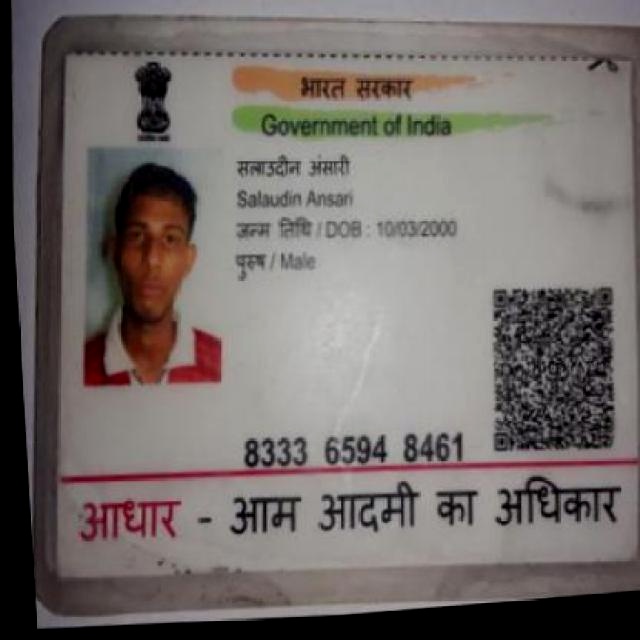 भारत सरकार
Government of India
सलाउदीन अंसारी
Salaudin Ansari
जन्म तिथि / DOB : 10/03/2000
पुरुष / Male
8333 6594 8461
आधार - आम आदमी का अधिकार